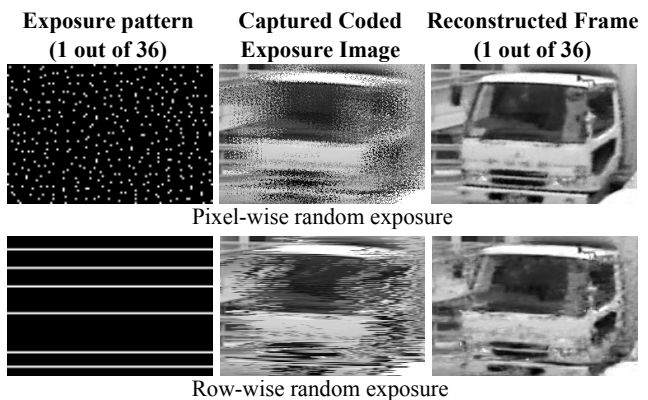 Exposure pattern Captured Coded Reconstructed Frame
(1 out of 36) Exposure Image (1 out of 36)
Pixel-wise random exposure
Row-wise random exposure